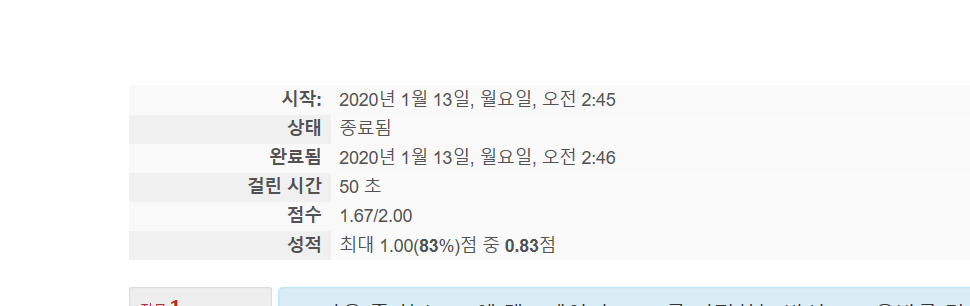 시작: 2020년 1월 13일, 월요일, 오전 2:45
상태 종료됨
완료됨 2020년 1월 13일, 월요일, 오전 2:46
걸린 시간 50 초
점수 1.67/2.00
성적 최대 1.00(83%)점 중 0.83점
1